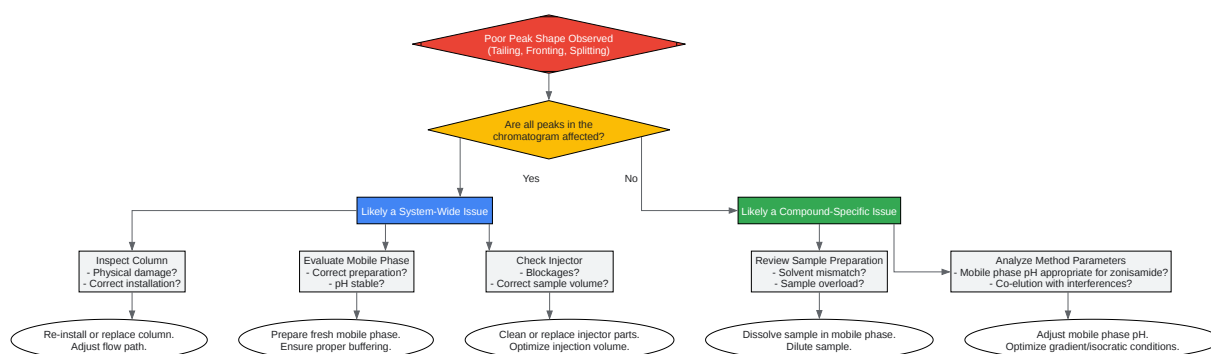 Poor Peak Shape Observed
(Tailing, Fronting, Splitting)
Are all peaks in the
chromatogram affected?
Yes
No
Likely a System-Wide Issue
Likely a Compound-Specific Issue
Inspect Column
- Physical damage?
- Correct installation?
Evaluate Mobile Phase
- Correct preparation?
- pH stable?
Check Injector
- Blockages?
- Correct sample volume?
Review Sample Preparation
- Solvent mismatch?
- Sample overload?
Analyze Method Parameters
- Mobile phase pH appropriate for zonisamide?
- Co-elution with interferences?
Re-install or replace column.
Adjust flow path.
Prepare fresh mobile phase.
Ensure proper buffering.
Clean or replace injector parts.
Optimize injection volume.
Dissolve sample in mobile phase.
Dilute sample.
Adjust mobile phase pH.
Optimize gradient/isocratic conditions.